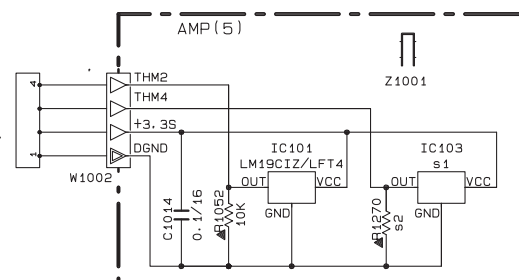 AMP(5)
Z1001
4
THM2
THM4
+3.3S
DGND
1
W1002
IC101
LM19CIZ/LFT4
OUT
VCC
GND
IC103
s1
OUT
VCC
GND
C1014
0.1/16
R1052
10K
R1270
s2